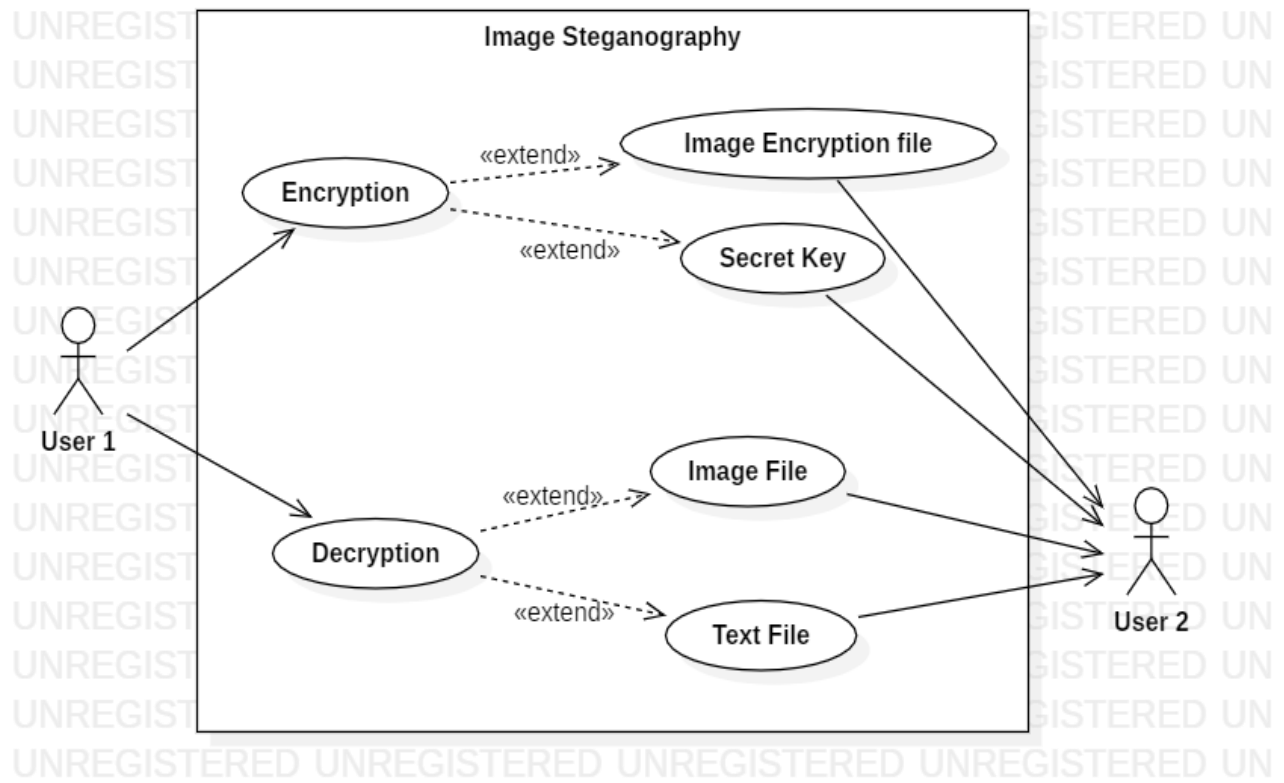 Image Steganography
«extend»
Image Encryption file
Encryption
«extend»
Secret Key
User 1
«extend»
Image File
Decryption
«extend»
Text File
User 2
UNREGISTERED UNREGISTERED UNREGISTERED UNREGISTERED UN